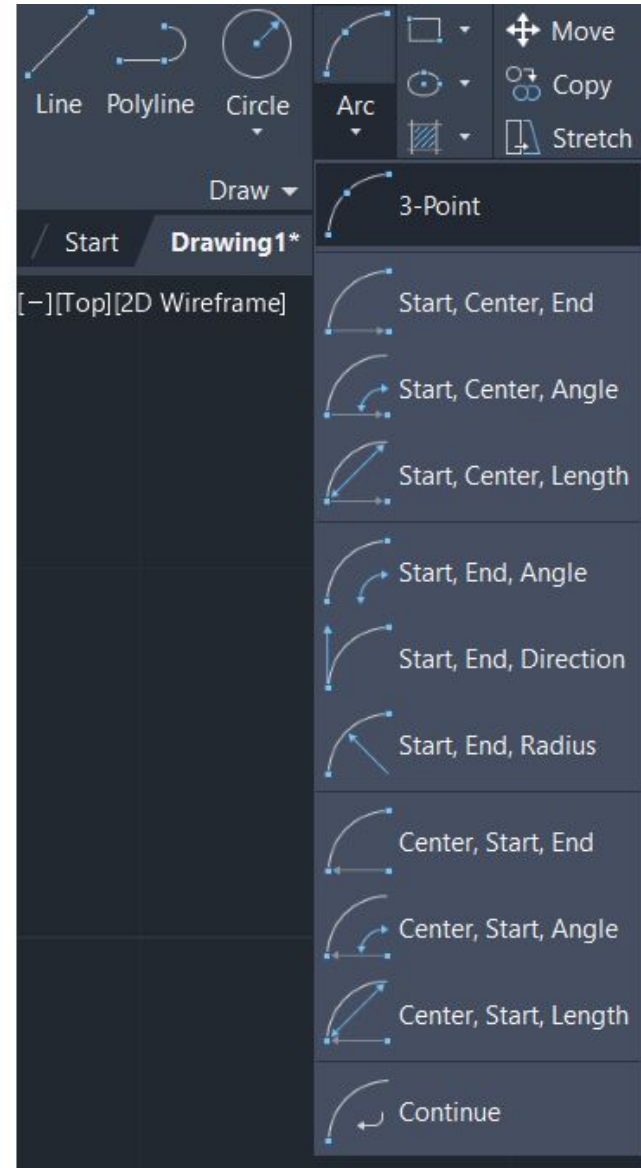 Line
Polyline
Circle
Arc
Move
Copy
Stretch
Draw
Start
Drawing1*
[−][Top][2D Wireframe]
3-Point
Start, Center, End
Start, Center, Angle
Start, Center, Length
Start, End, Angle
Start, End, Direction
Start, End, Radius
Center, Start, End
Center, Start, Angle
Center, Start, Length
Continue